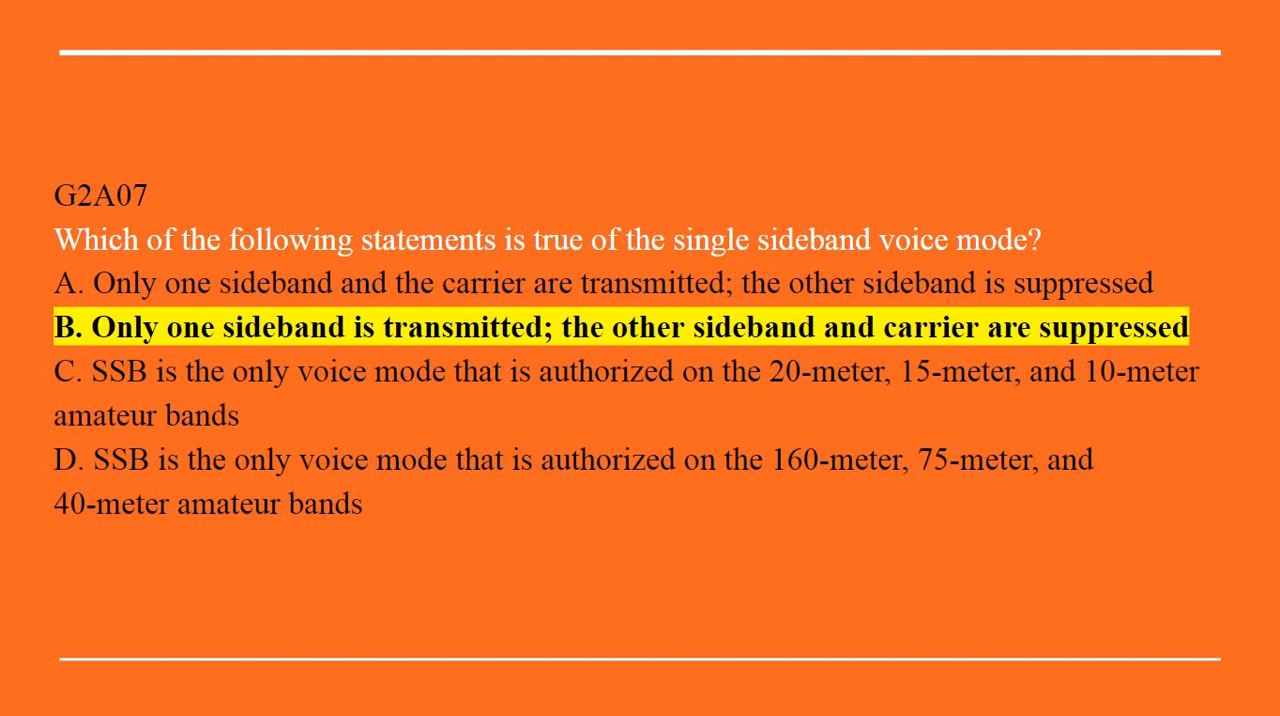 G2A07
Which of the following statements is true of the single sideband voice mode?
A. Only one sideband and the carrier are transmitted; the other sideband is suppressed
B. Only one sideband is transmitted; the other sideband and carrier are suppressed
C. SSB is the only voice mode that is authorized on the 20-meter, 15-meter, and 10-meter
amateur bands
D. SSB is the only voice mode that is authorized on the 160-meter, 75-meter, and
40-meter amateur bands